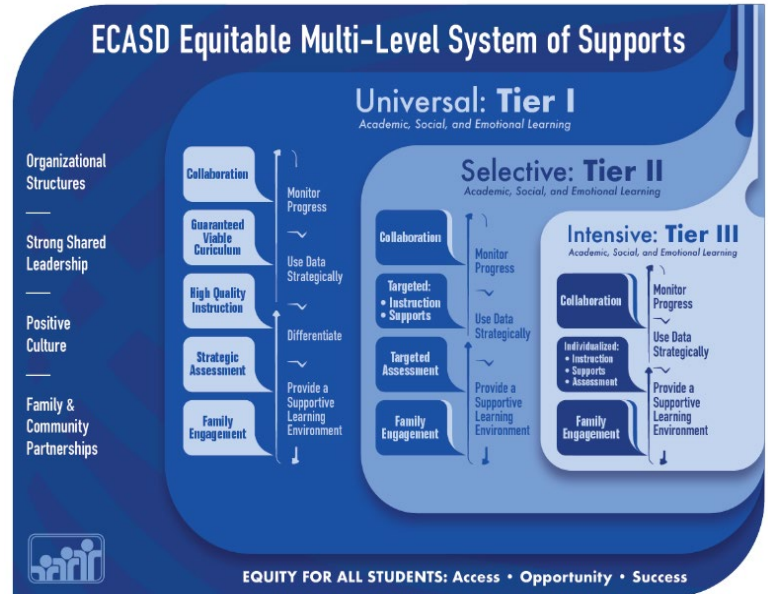 ECASD Equitable Multi-Level System of Supports
Organizational
Structures
Strong Shared
Leadership
Positive
Culture
Family &
Community
Partnerships
Universal: Tier I
Academic, Social, and Emotional Learning
Collaboration
Guaranteed
Viable
Curiculum
High Quality
Instruction
Strategic
Assessment
Family
Engagement
Monitor
Progress
Use Data
Strategically
Differentiate
Provide a
Supportive
Learning
Environment
Selective: Tier II
Academic, Social, and Emotional Learning
Collaboration
Targeted:
• Instruction
• Supports
Targeted
Assessment
Family
Engagement
Monitor
Progress
Use Data
Strategically
Provide a
Supportive
Learning
Environment
Intensive: Tier III
Academic, Social, and Emotional Learning
Collaboration
Individualized:
• Instruction
• Supports
• Assessment
Family
Engagement
Monitor
Progress
Use Data
Strategically
Provide a
Supportive
Learning
Environment
EQUITY FOR ALL STUDENTS: Access • Opportunity • Success